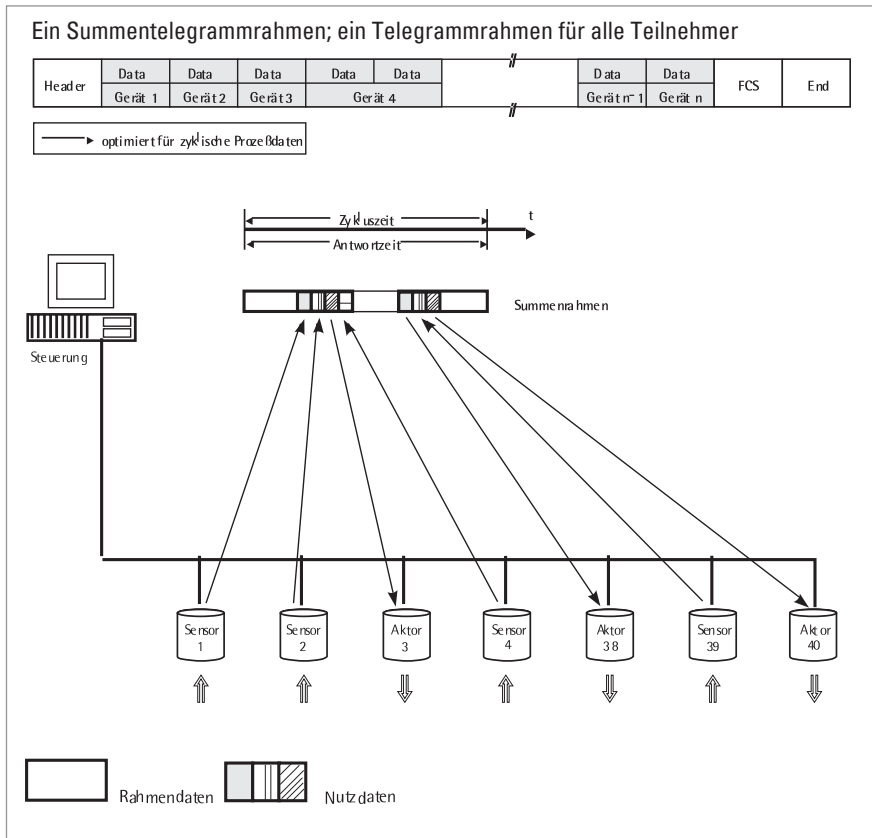 Ein Summentelegrammrahmen; ein Telegrammrahmen für alle Teilnehmer
Header Data Data Data Data Data Data Data FCS End
Gerät 1 Gerät 2 Gerät 3 Gerät 4 Gerät n-1 Gerät n
optimiert für zyklische Prozeßdaten
Zykluszeit t
Antwortzeit
Summenrahmen
Steuerung
Sensor Sensor Aktor Sensor Aktor Sensor Aktor
1 2 3 4 38 39 40
Rahmendaten Nutzdaten